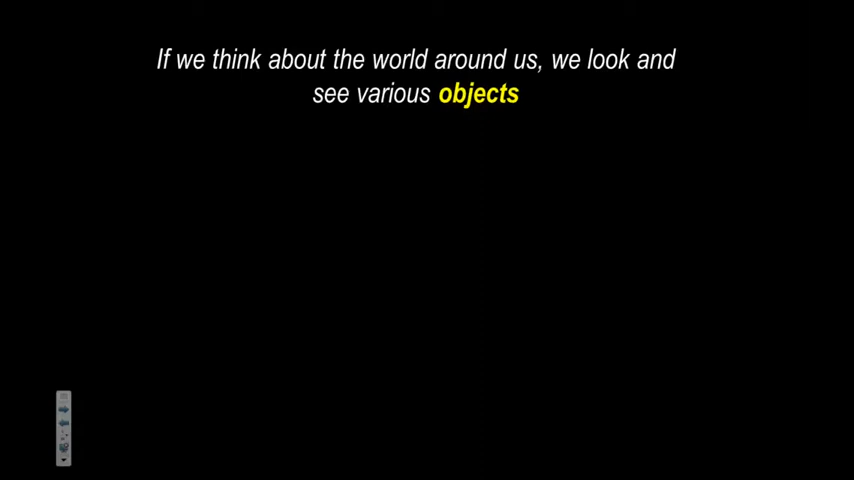 If we think about the world around us, we look and
see various objects